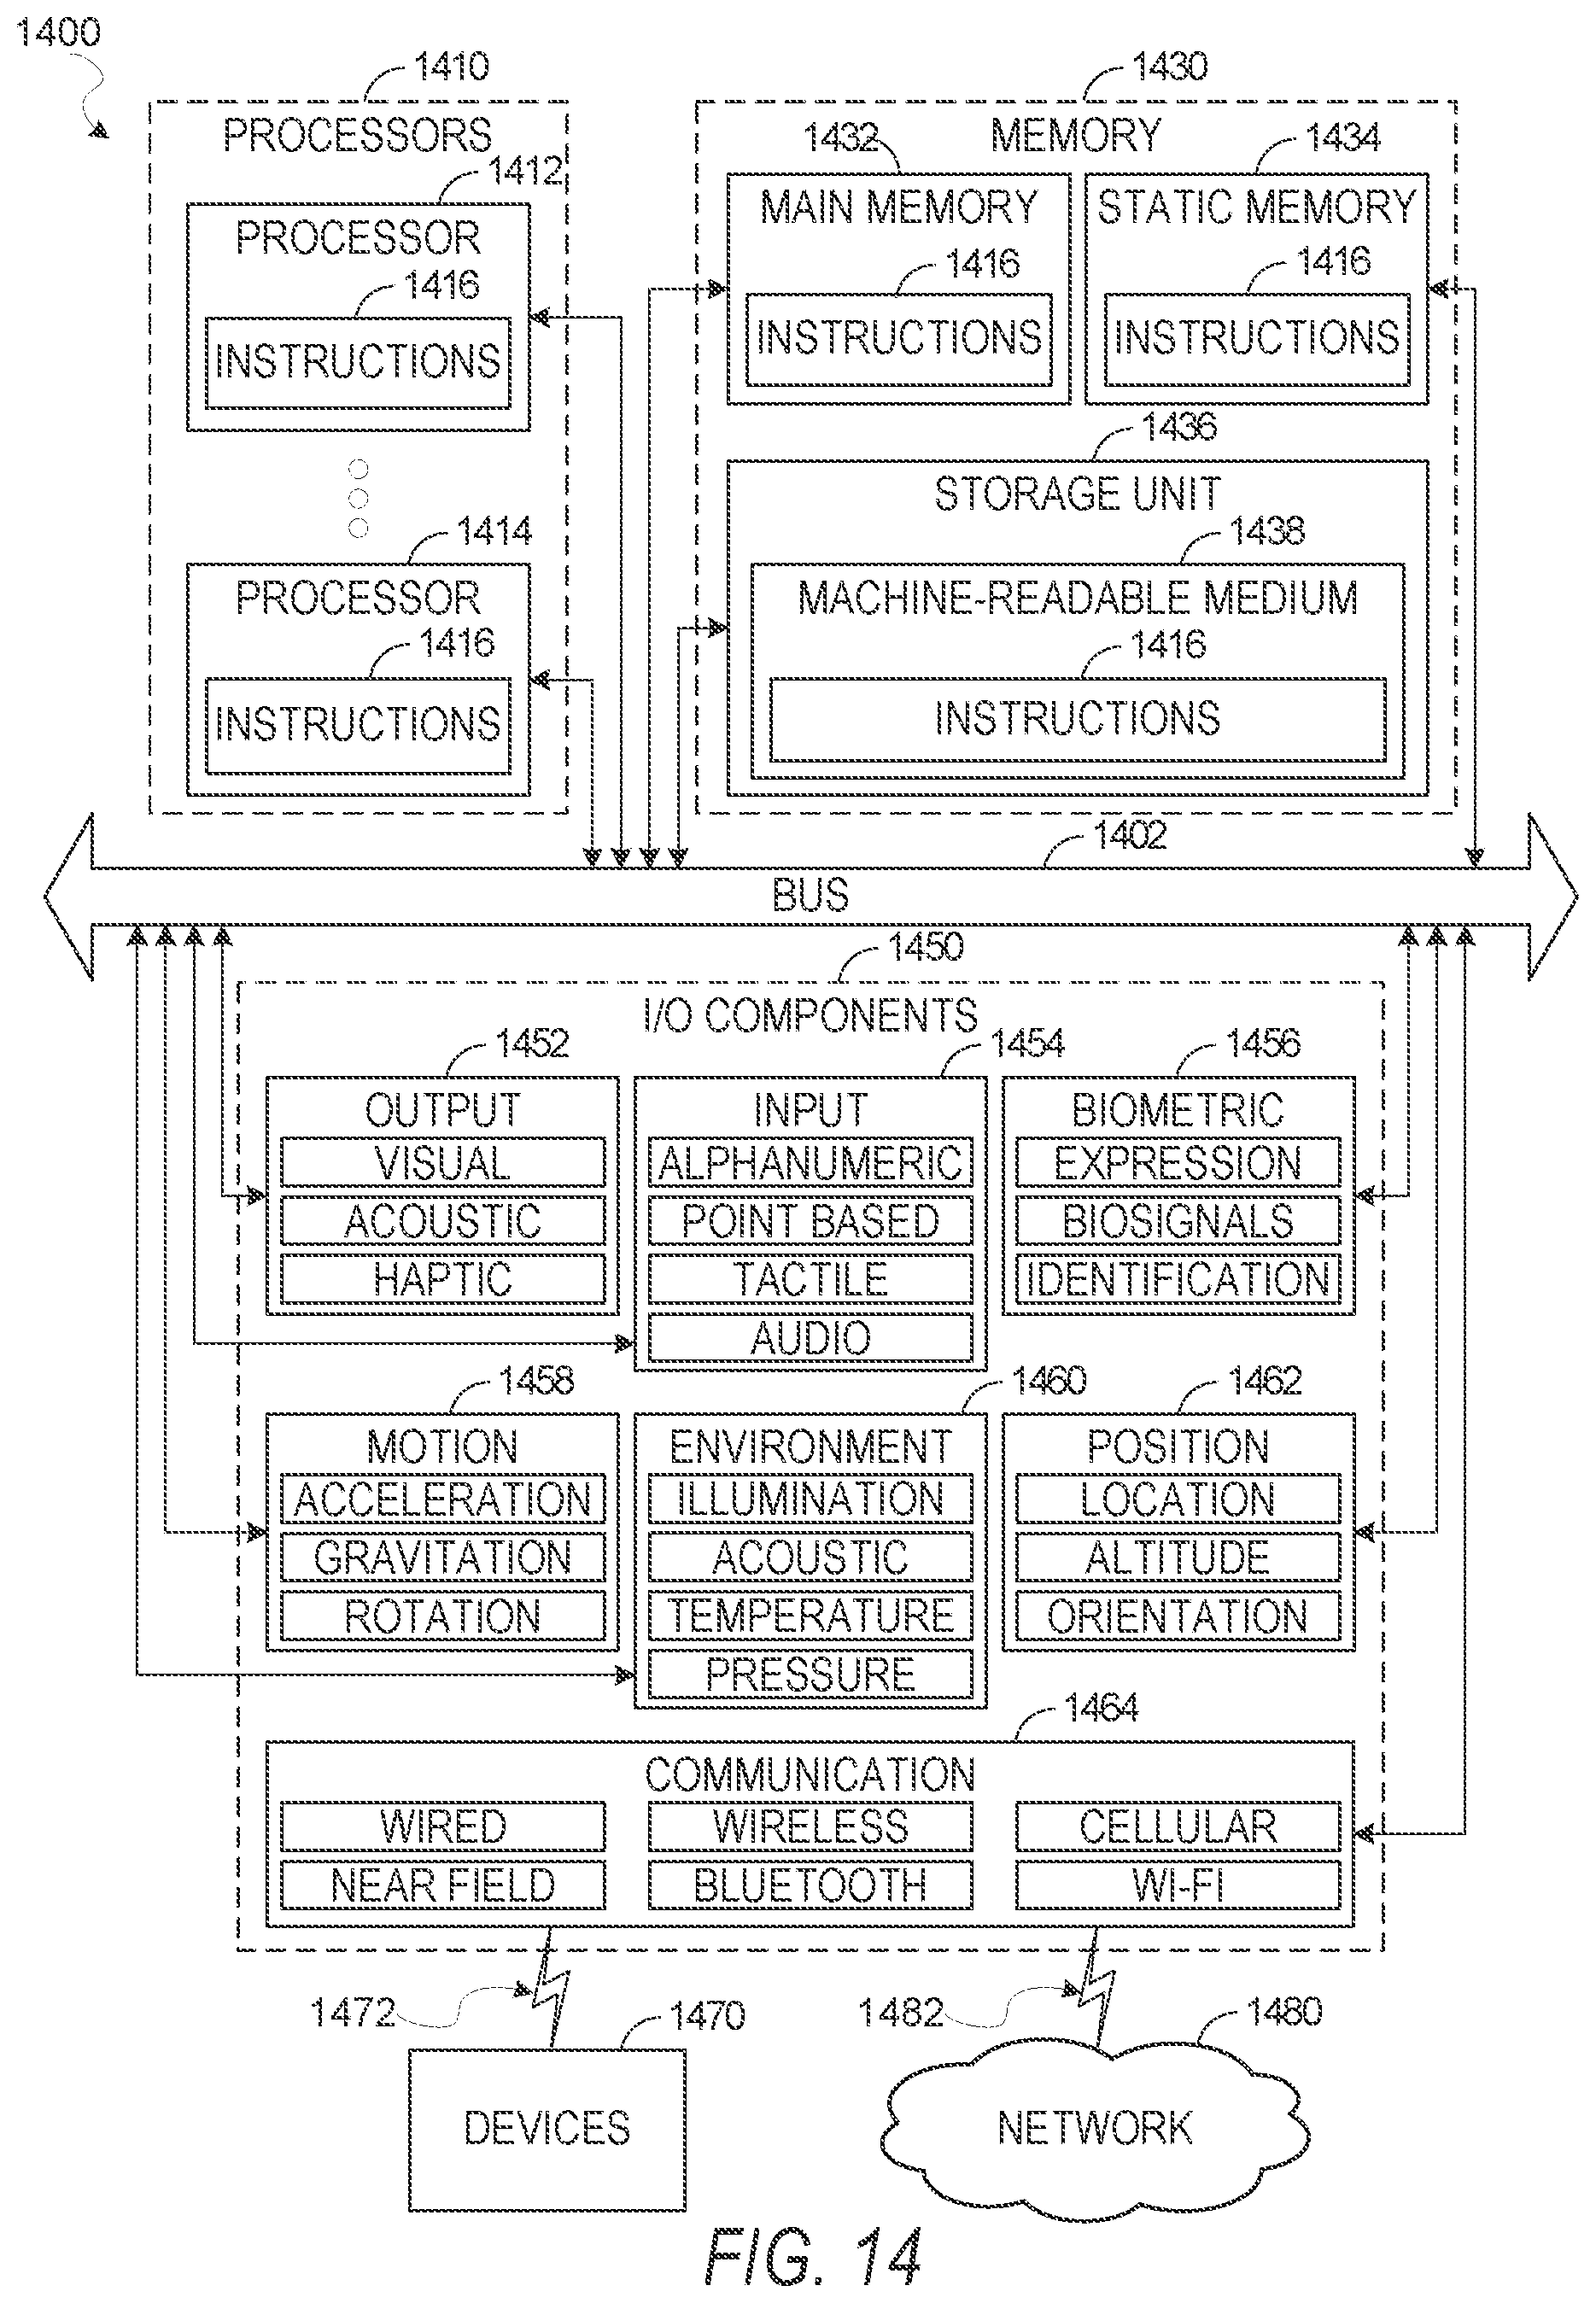 1400
1410
PROCESSORS
1412
PROCESSOR
1416
INSTRUCTIONS
1414
PROCESSOR
1416
INSTRUCTIONS
1430
MEMORY
1432
MAIN MEMORY
1416
INSTRUCTIONS
1434
STATIC MEMORY
1416
INSTRUCTIONS
1436
STORAGE UNIT
1438
MACHINE-READABLE MEDIUM
1416
INSTRUCTIONS
1402
BUS
1450
I/O COMPONENTS
1452
OUTPUT
VISUAL
ACOUSTIC
HAPTIC
1454
INPUT
ALPHANUMERIC
POINT BASED
TACTILE
AUDIO
1456
BIOMETRIC
EXPRESSION
BIOSIGNALS
IDENTIFICATION
1458
MOTION
ACCELERATION
GRAVITATION
ROTATION
1460
ENVIRONMENT
ILLUMINATION
ACOUSTIC
TEMPERATURE
PRESSURE
1462
POSITION
LOCATION
ALTITUDE
ORIENTATION
1464
COMMUNICATION
WIRED
WIRELESS
CELLULAR
NEAR FIELD
BLUETOOTH
WI-FI
1472
1470
DEVICES
1482
1480
NETWORK
FIG. 14